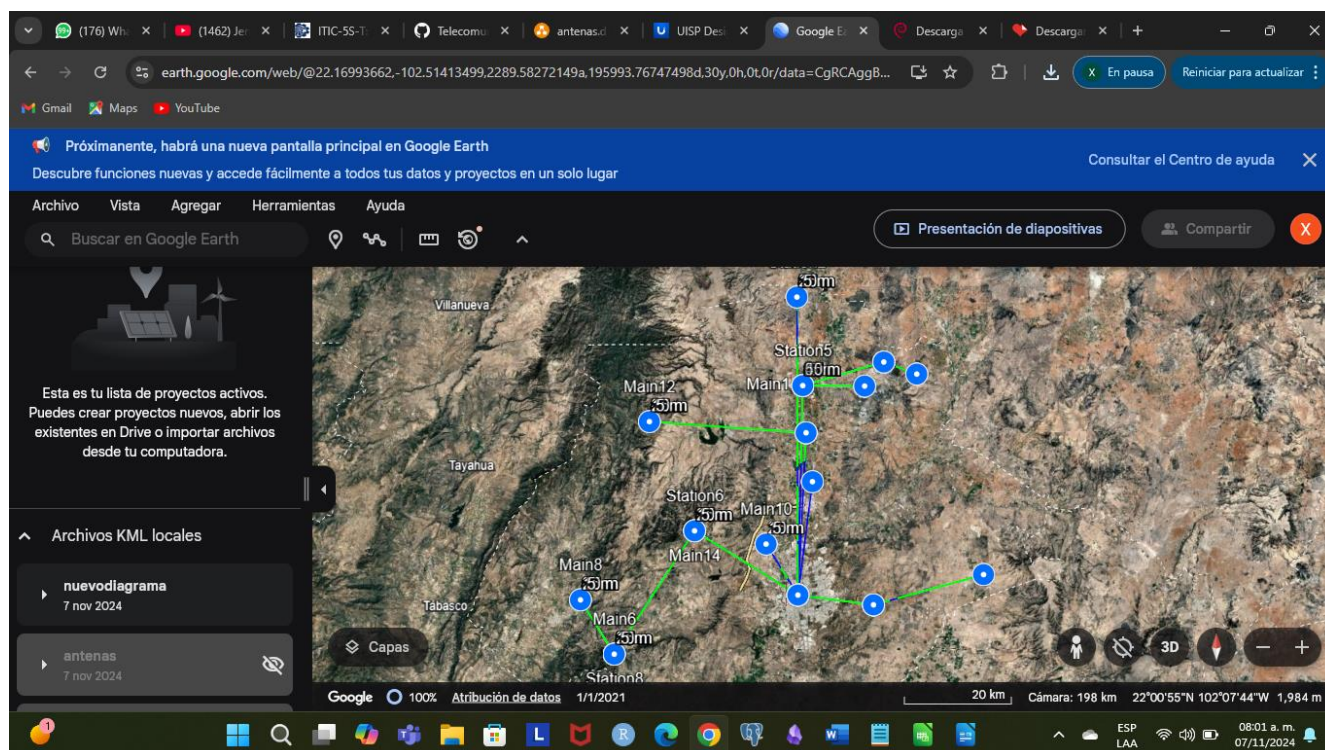 (176) Wh
(1462) Jer
ITIC-5S-T
Telecomu
antenas.d
UISP Desi
Google Ea
Descarga
Descarga
earth.google.com/web/@22.16993662,-102.51413499,2289.58272149a,195993.76747498d,30y,0h,0t,0r/data=CgRCAggB...
En pausa
Reiniciar para actualizar
Gmail
Maps
YouTube
Próximanente, habrá una nueva pantalla principal en Google Earth
Descubre funciones nuevas y accede fácilmente a todos tus datos y proyectos en un solo lugar
Consultar el Centro de ayuda
Archivo Vista Agregar Herramientas Ayuda
Buscar en Google Earth
Presentación de diapositivas
Compartir
X
Esta es tu lista de proyectos activos.
Puedes crear proyectos nuevos, abrir los
existentes en Drive o importar archivos
desde tu computadora.
Archivos KML locales
nuevodiagrama
7 nov 2024
antenas
7 nov 2024
Villanueva
Station5
Main1
Main12
Tayahua
Station6
Main10
Main14
Main8
Tabasco
Main6
Station8
Capas
3D
Google
100%
Atribución de datos
1/1/2021
20 km
Cámara: 198 km
22°00'55"N 102°07'44"W
1,984 m
ESP
LAA
08:01 a. m.
07/11/2024